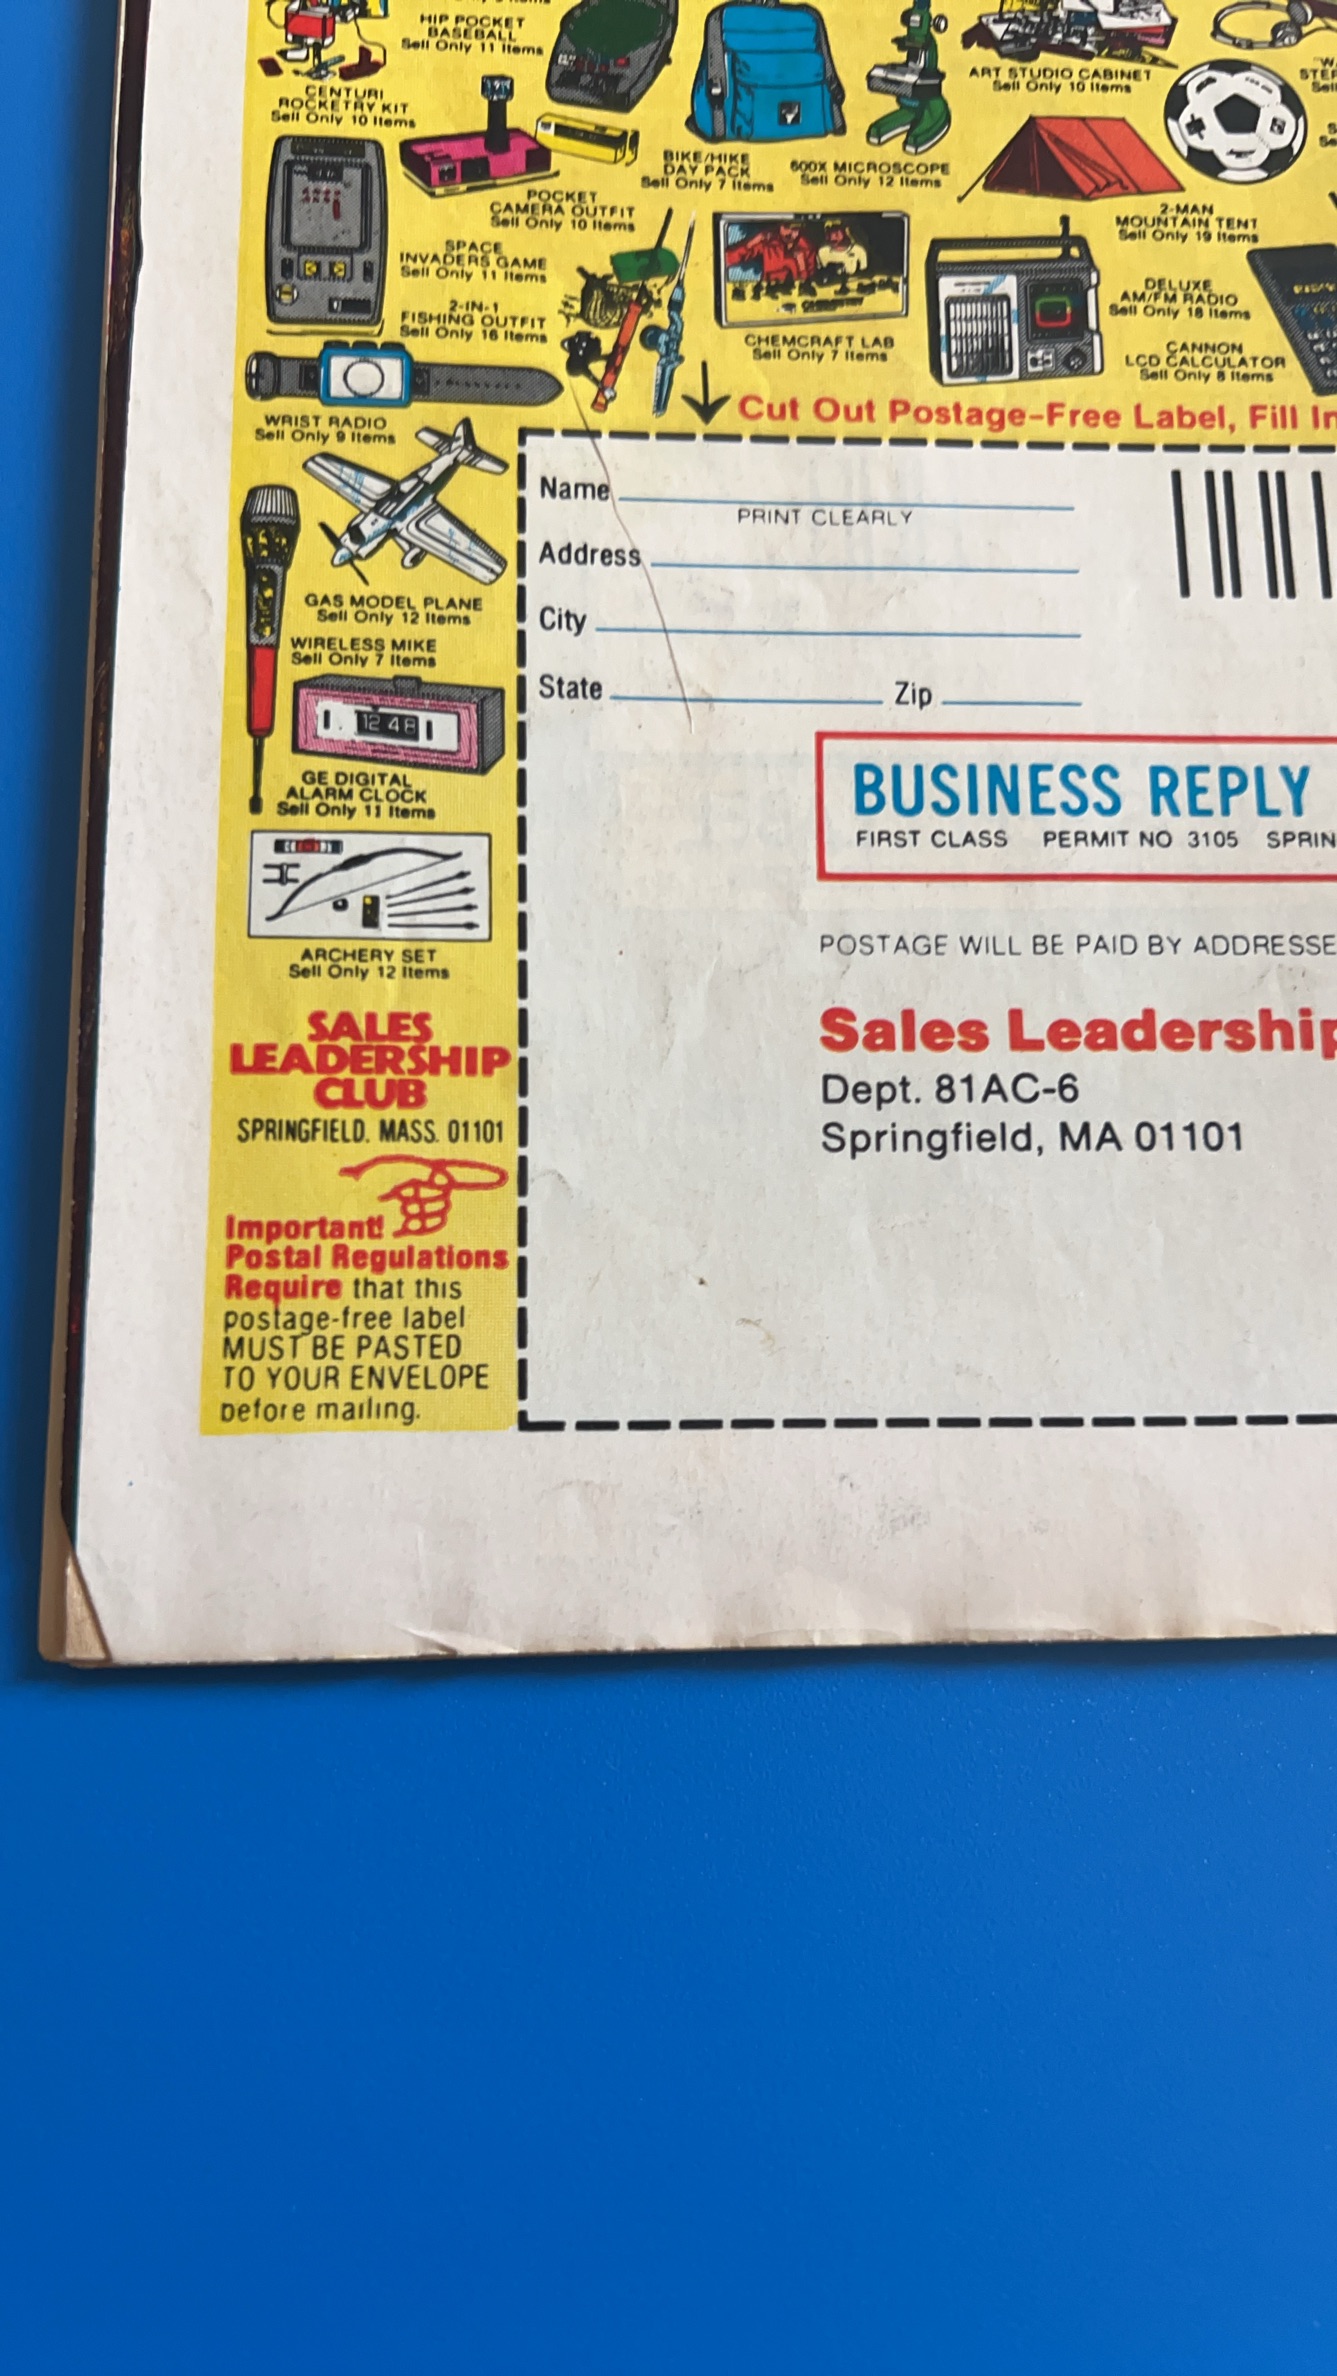 HIP POCKET
BASEBALL
Sell Only 11 Items
CENTURI
ROCKETRY KIT
Sell Only 10 Items
ART STUDIO CABINET
Sell Only 10 Items
BIKE/HIKE
DAY PACK
Sell Only 7 Items
600X MICROSCOPE
Sell Only 12 Items
POCKET
CAMERA OUTFIT
Sell Only 10 Items
2-MAN
MOUNTAIN TENT
Sell Only 19 Items
SPACE
INVADERS GAME
Sell Only 11 Items
2-IN-1
FISHING OUTFIT
Sell Only 16 Items
DELUXE
AM/FM RADIO
Sell Only 18 Items
CHEMCRAFT LAB
Sell Only 7 Items
CANNON
LCD CALCULATOR
Sell Only 8 Items
WRIST RADIO
Sell Only 9 Items
Cut Out Postage-Free Label, Fill In
Name
PRINT CLEARLY
Address
City
State Zip
GAS MODEL PLANE
Sell Only 12 Items
WIRELESS MIKE
Sell Only 7 Items
12 48
GE DIGITAL
ALARM CLOCK
Sell Only 11 Items
BUSINESS REPLY
FIRST CLASS PERMIT NO 3105 SPRIN
ARCHERY SET
Sell Only 12 Items
POSTAGE WILL BE PAID BY ADDRESSE
Sales Leadership
Dept. 81AC-6
Springfield, MA 01101
SALES
LEADERSHIP
CLUB
SPRINGFIELD. MASS. 01101
Important!
Postal Regulations
Require that this
postage-free label
MUST BE PASTED
TO YOUR ENVELOPE
before mailing.